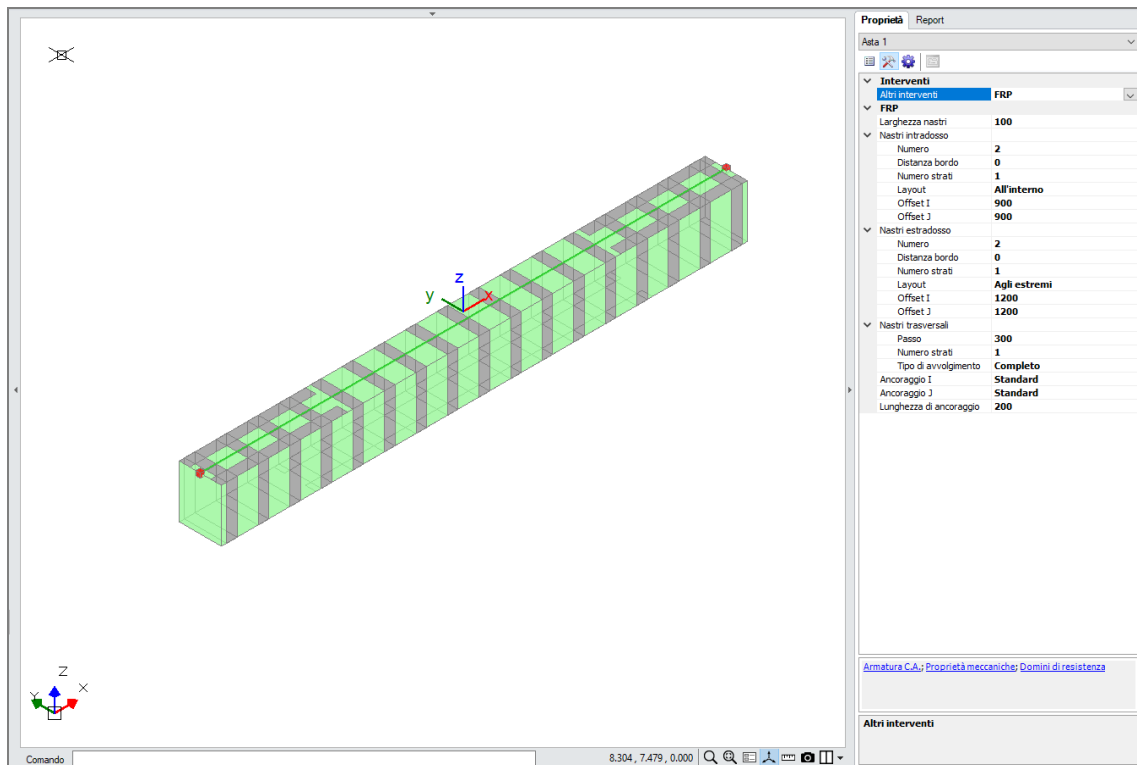 Proprietà Report
Asta 1
Interventi
Altri interventi FRP
FRP
Larghezza nastri 100
Nastri intradosso
Numero 2
Distanza bordo 0
Numero strati 1
Layout All'interno
Offset I 900
Offset J 900
Nastri estradosso
Numero 2
Distanza bordo 0
Numero strati 1
Layout Agli estremi
Offset I 1200
Offset J 1200
Nastri trasversali
Passo 300
Numero strati 1
Tipo di avvolgimento Completo
Ancoraggio I Standard
Ancoraggio J Standard
Lunghezza di ancoraggio 200
z
y x
Z
Y X
Armatura C.A.; Proprietà meccaniche; Domini di resistenza
Altri interventi
Comando 8.304 , 7.479 , 0.000